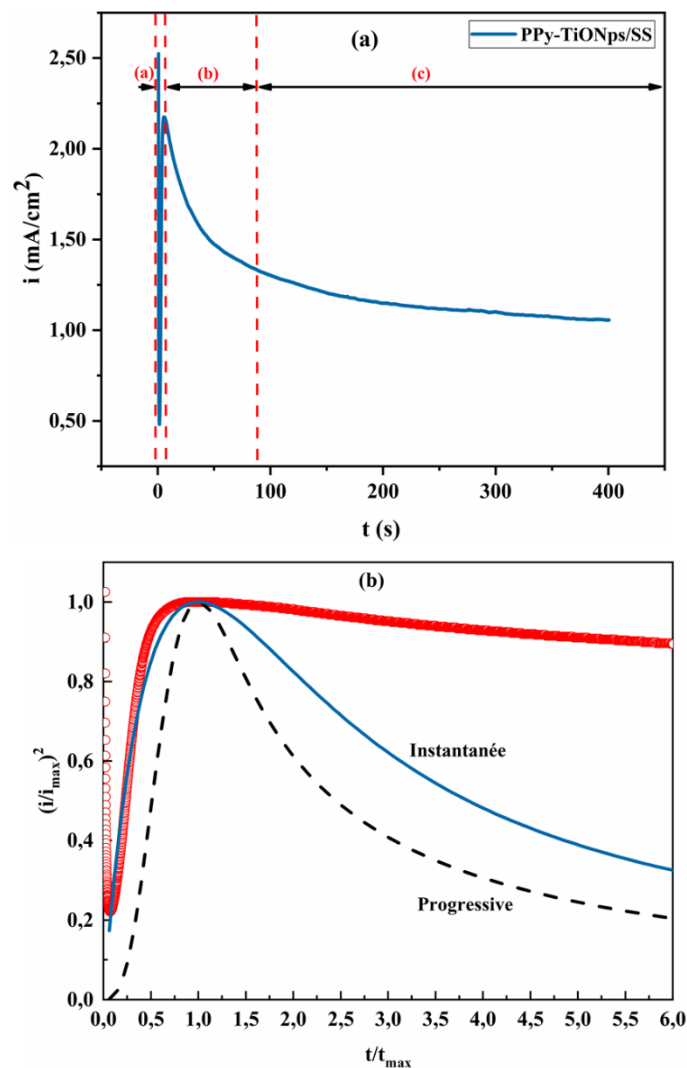 (a)
PPy-TiONps/SS
(a)
(b)
(c)
2,50
2,00
1,50
1,00
0,50
i (mA/cm²)
0
100
200
300
400
t (s)
(b)
1,0
0,8
0,6
0,4
0,2
0,0
(i/i_max)²
Instantanée
Progressive
0,0 0,5 1,0 1,5 2,0 2,5 3,0 3,5 4,0 4,5 5,0 5,5 6,0
t/t_max